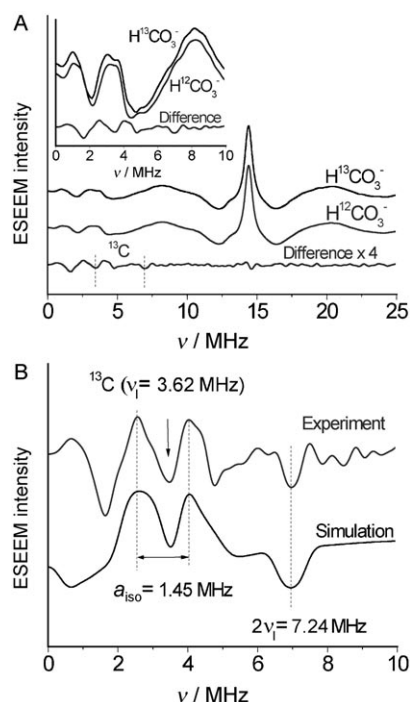 A
H¹³CO₃⁻
H¹²CO₃⁻
Difference
0 2 4 6 8 10
ν / MHz
ESEEM intensity
H¹³CO₃⁻
H¹²CO₃⁻
¹³C
Difference x 4
0 5 10 15 20 25
ν / MHz
B
¹³C (νI = 3.62 MHz)
Experiment
Simulation
aiso = 1.45 MHz
2νI = 7.24 MHz
ESEEM intensity
0 2 4 6 8 10
ν / MHz